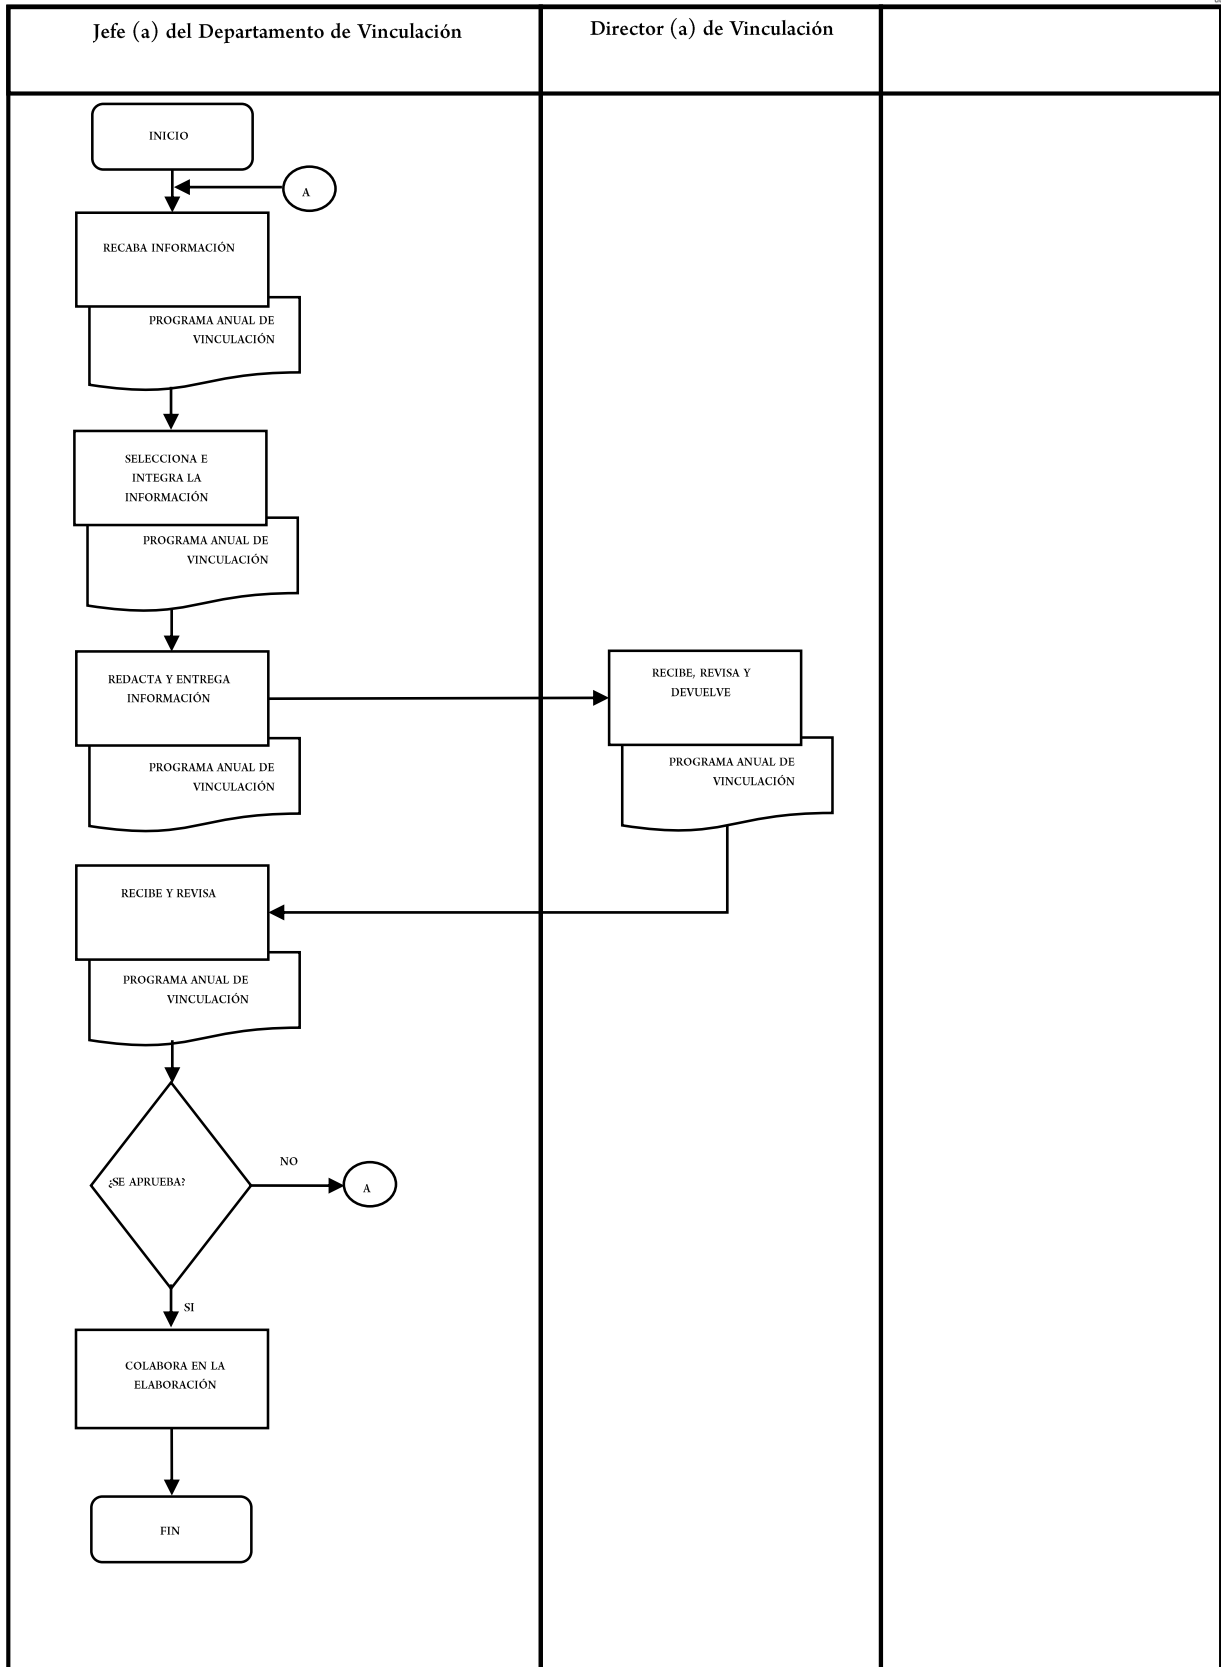 Jefe (a) del Departamento de Vinculación
Director (a) de Vinculación
INICIO
A
RECABA INFORMACIÓN
PROGRAMA ANUAL DE
VINCULACIÓN
SELECCIONA E
INTEGRA LA
INFORMACIÓN
PROGRAMA ANUAL DE
VINCULACIÓN
REDACTA Y ENTREGA
INFORMACIÓN
PROGRAMA ANUAL DE
VINCULACIÓN
RECIBE, REVISA Y
DEVUELVE
PROGRAMA ANUAL DE
VINCULACIÓN
RECIBE Y REVISA
PROGRAMA ANUAL DE
VINCULACIÓN
¿SE APRUEBA?
NO
A
SI
COLABORA EN LA
ELABORACIÓN
FIN